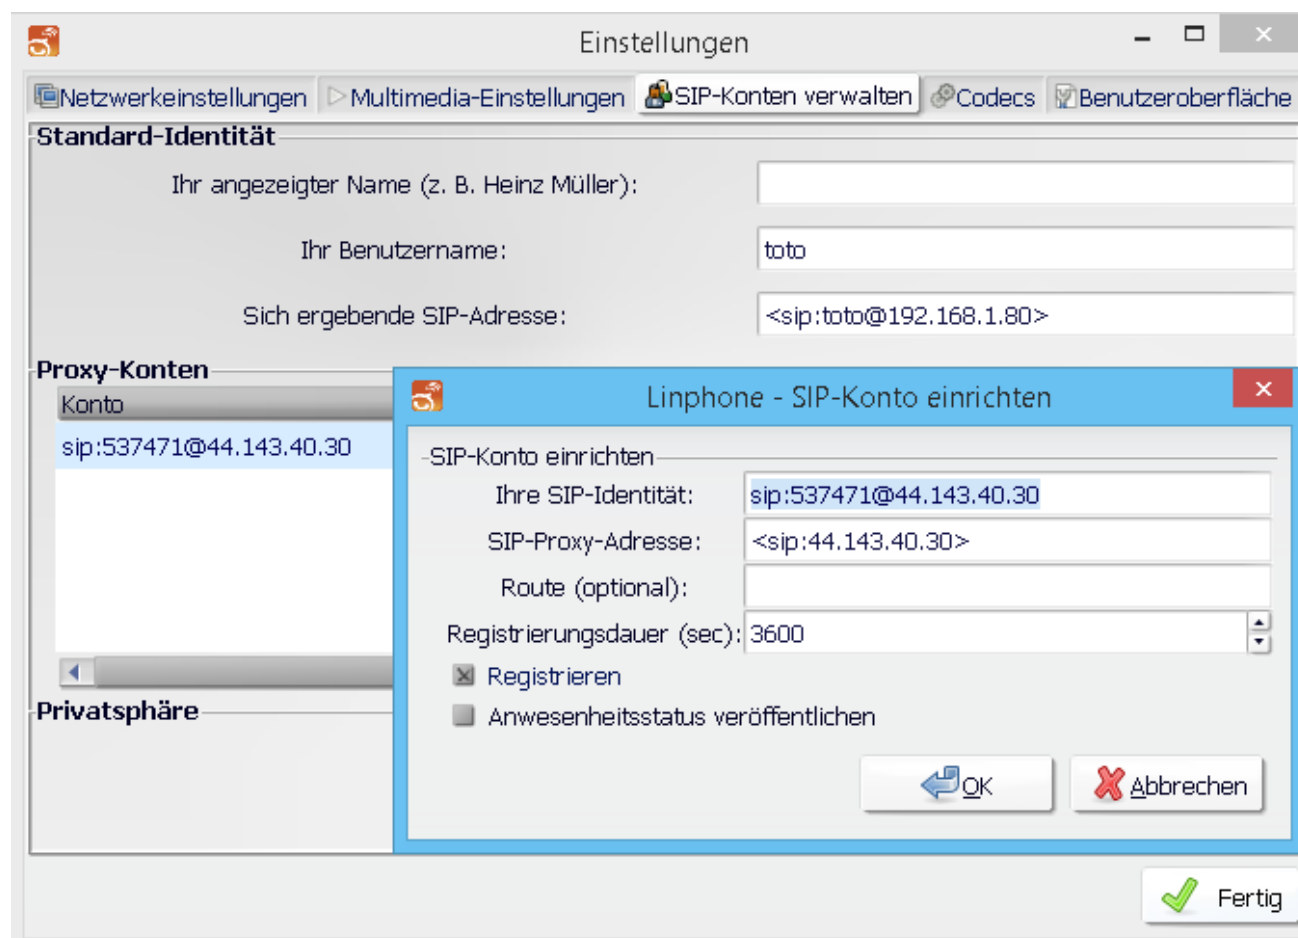 Einstellungen
Netzwerkeinstellungen Multimedia-Einstellungen SIP-Konten verwalten Codecs Benutzeroberfläche
Standard-Identität
Ihr angezeigter Name (z. B. Heinz Müller):
Ihr Benutzername: toto
Sich ergebende SIP-Adresse: <sip:toto@192.168.1.80>
Proxy-Konten
Konto
sip:537471@44.143.40.30
Linphone - SIP-Konto einrichten
SIP-Konto einrichten
Ihre SIP-Identität: sip:537471@44.143.40.30
SIP-Proxy-Adresse: <sip:44.143.40.30>
Route (optional):
Registrierungsdauer (sec): 3600
Registrieren
Anwesenheitsstatus veröffentlichen
OK Abbrechen
Privatsphäre
Fertig